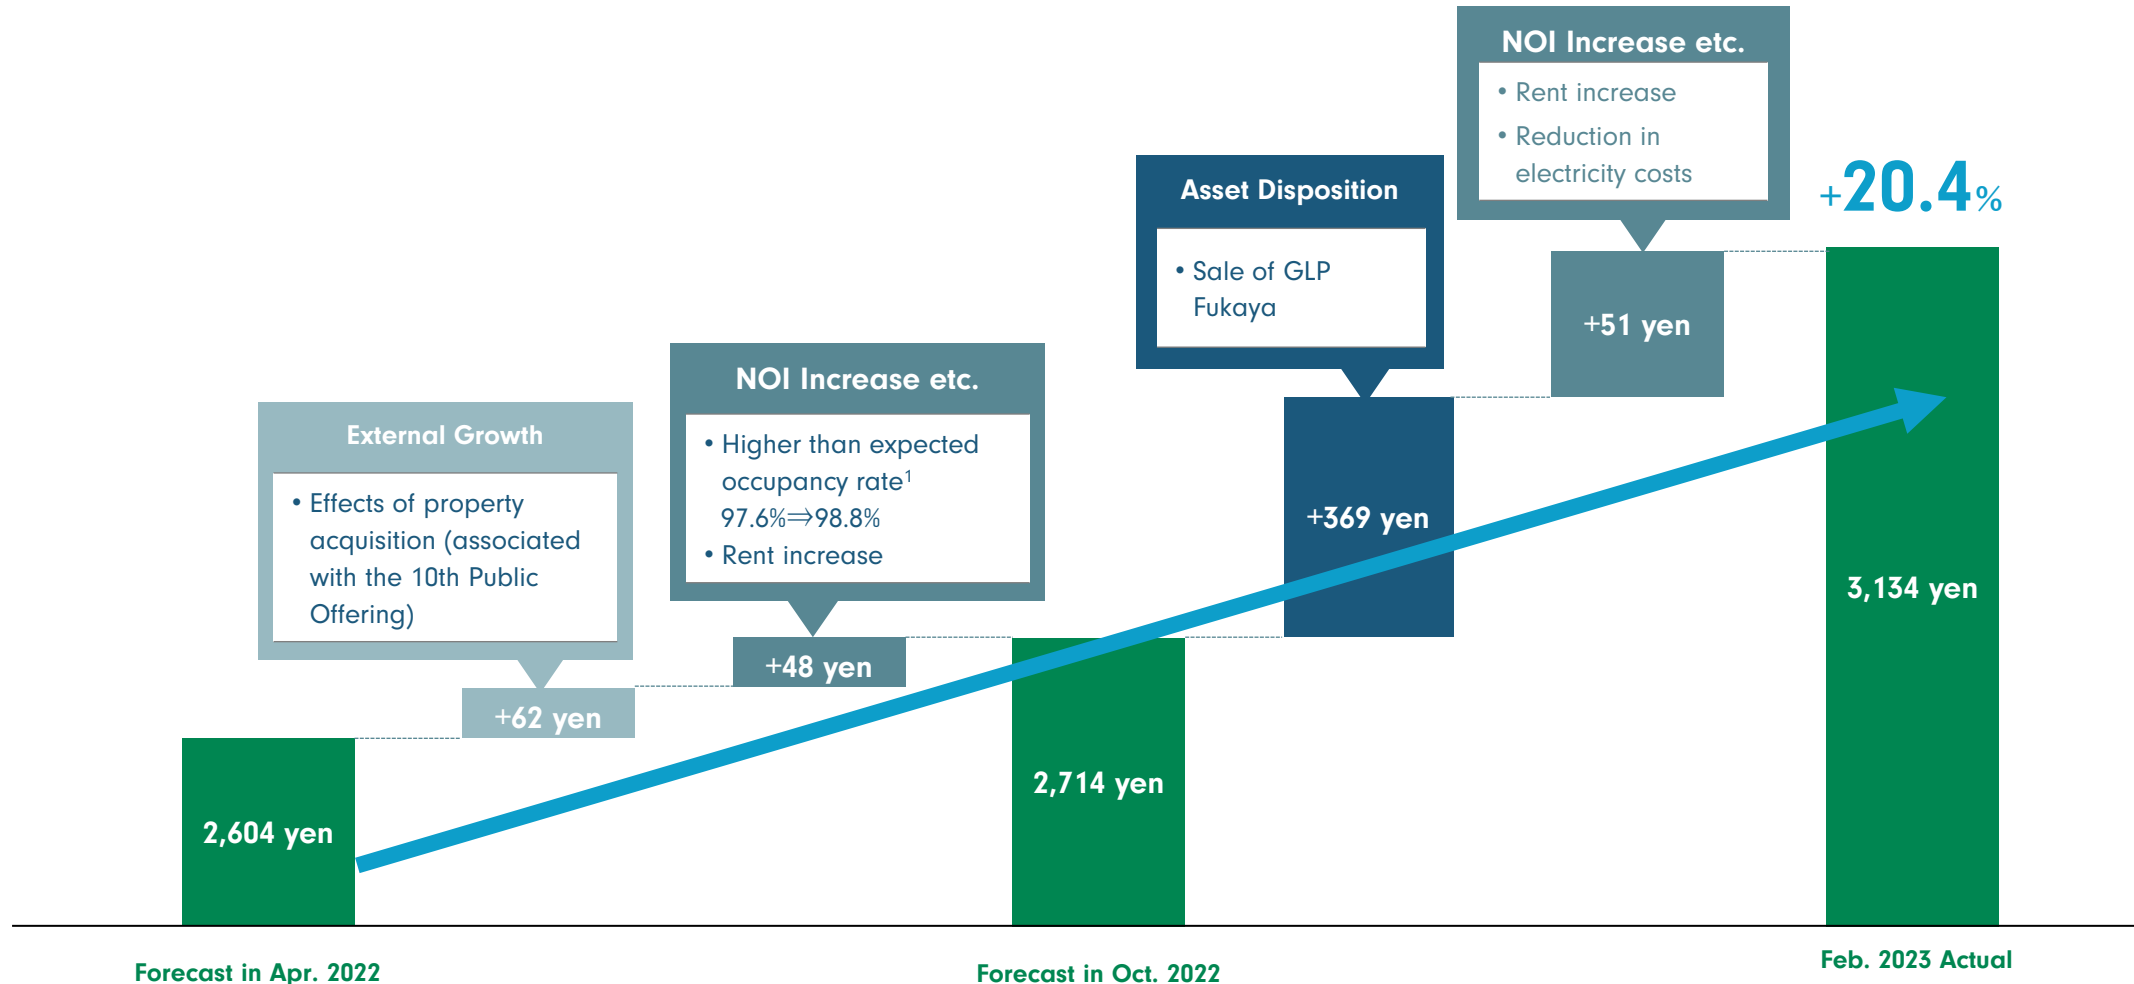 External Growth
• Effects of property
acquisition (associated
with the 10th Public
Offering)
+62 yen
2,604 yen
Forecast in Apr. 2022
NOI Increase etc.
• Higher than expected
occupancy rate¹
97.6%⇒98.8%
• Rent increase
+48 yen
2,714 yen
Forecast in Oct. 2022
Asset Disposition
• Sale of GLP
Fukaya
+369 yen
NOI Increase etc.
• Rent increase
• Reduction in
electricity costs
+51 yen
+20.4%
3,134 yen
Feb. 2023 Actual